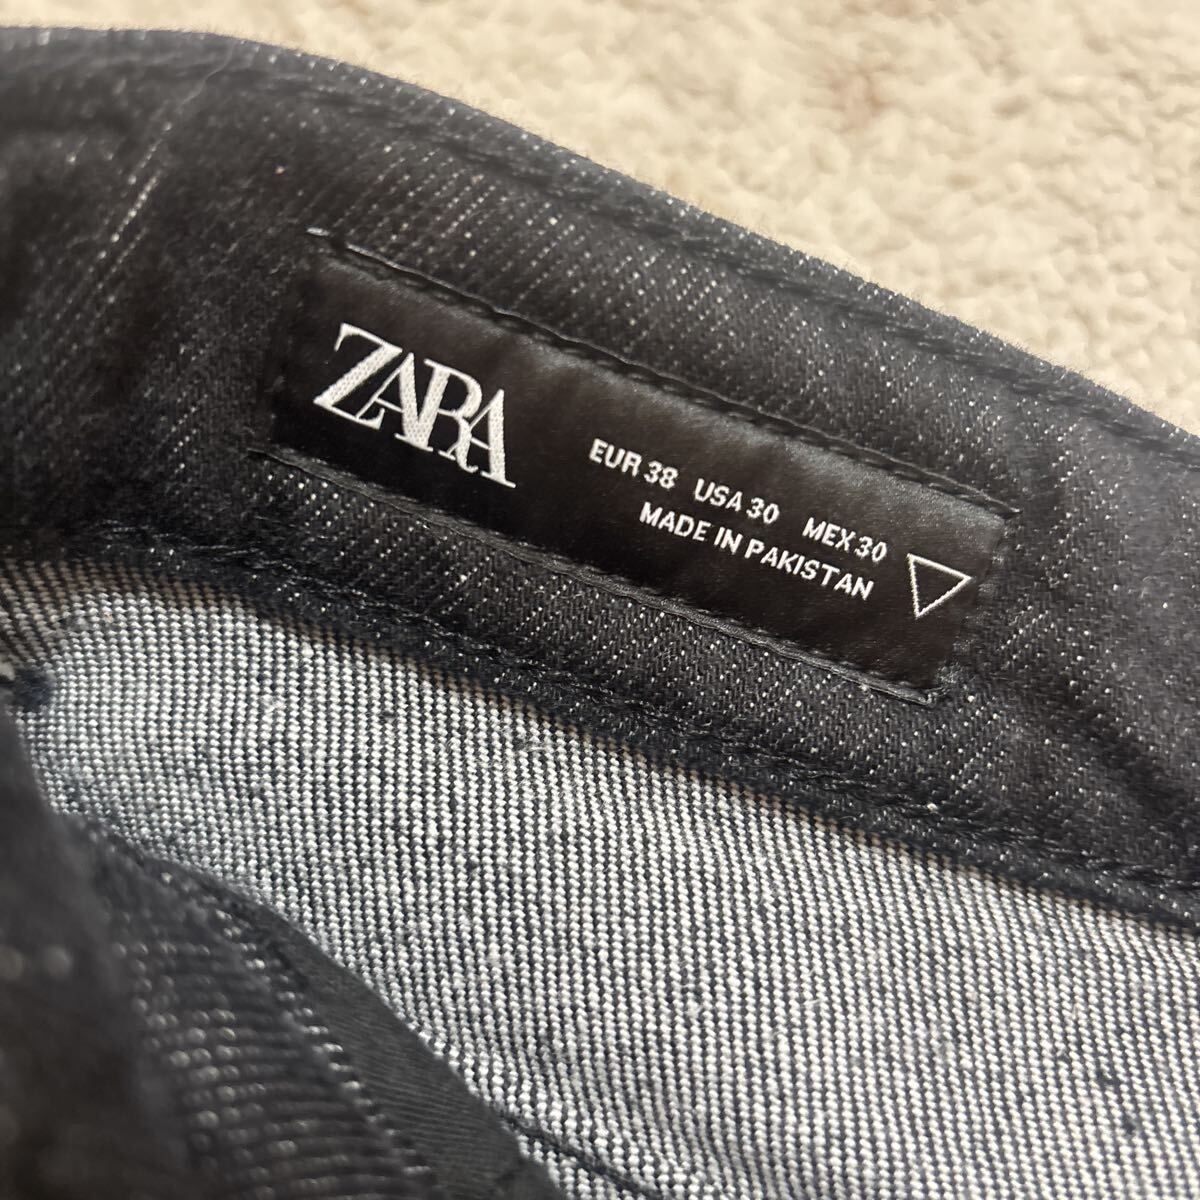 ZARA
EUR 38 USA 30 MEX 30
MADE IN PAKISTAN